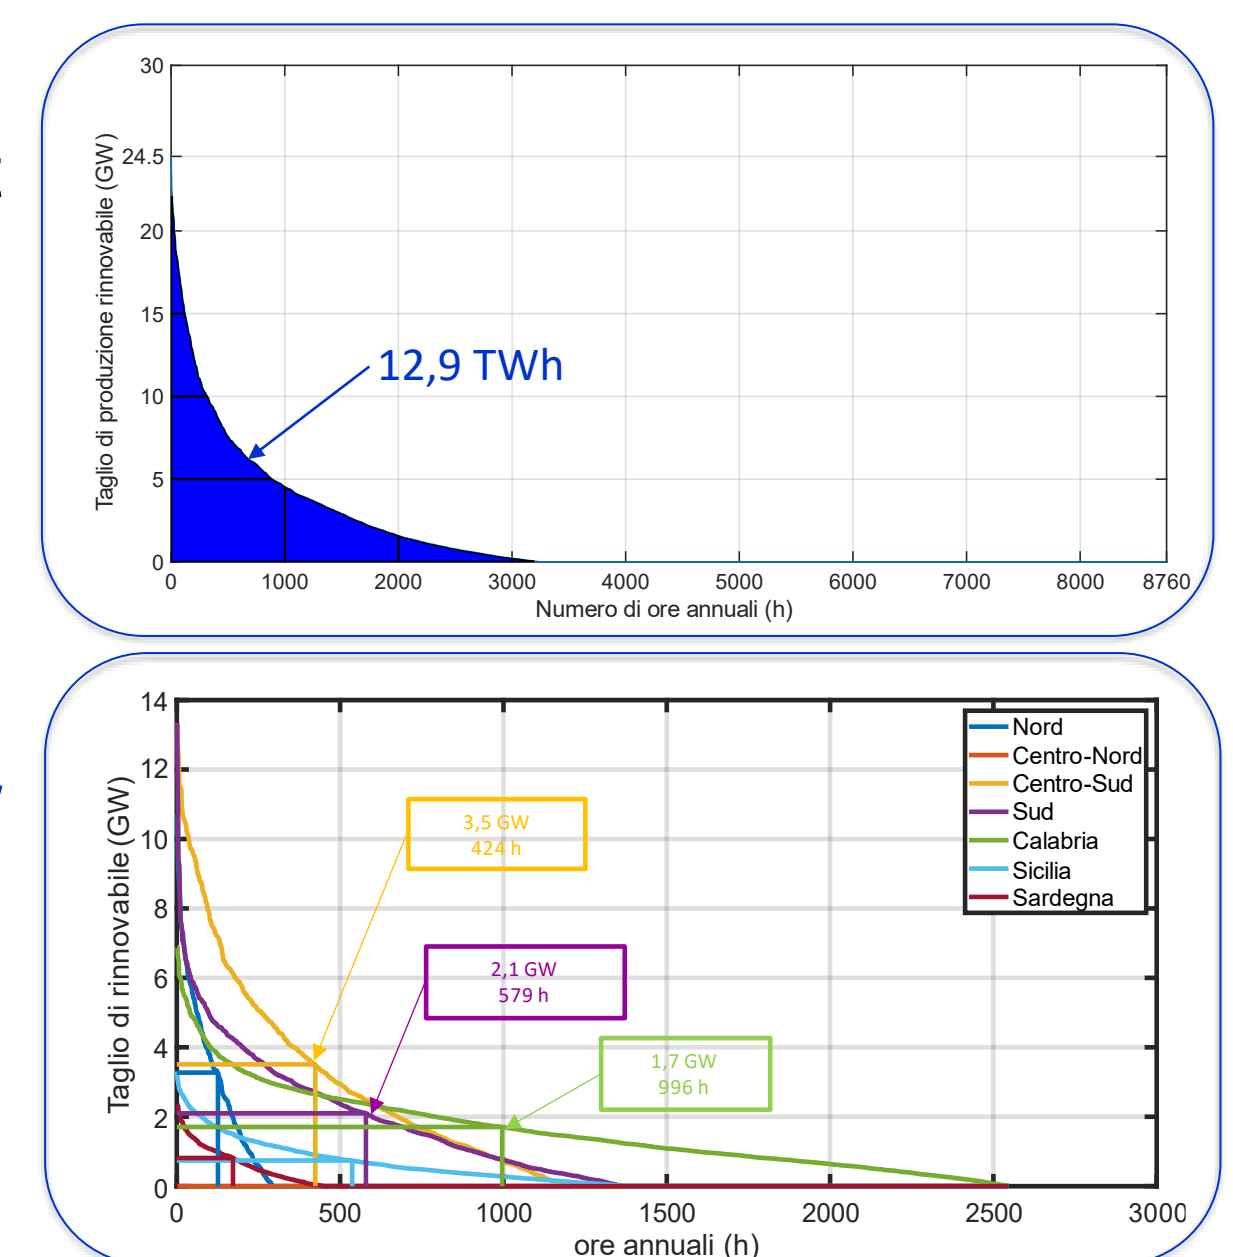 30
24.5
20
15
10
5
0
Taglio di produzione rinnovabile (GW)
12,9 TWh
0 1000 2000 3000 4000 5000 6000 7000 8000 8760
Numero di ore annuali (h)
14
12
10
8
6
4
2
0
Taglio di rinnovabile (GW)
Nord
Centro-Nord
Centro-Sud
Sud
Calabria
Sicilia
Sardegna
3,5 GW
424 h
2,1 GW
579 h
1,7 GW
996 h
0 500 1000 1500 2000 2500 3000
ore annuali (h)